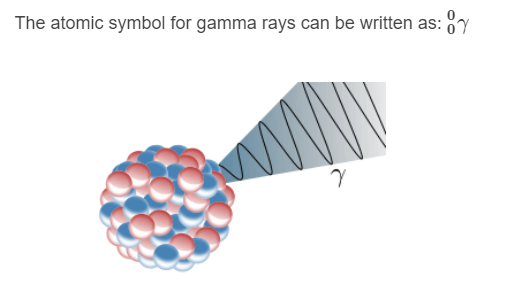 The atomic symbol for gamma rays can be written as: ⁰₀γ
γ